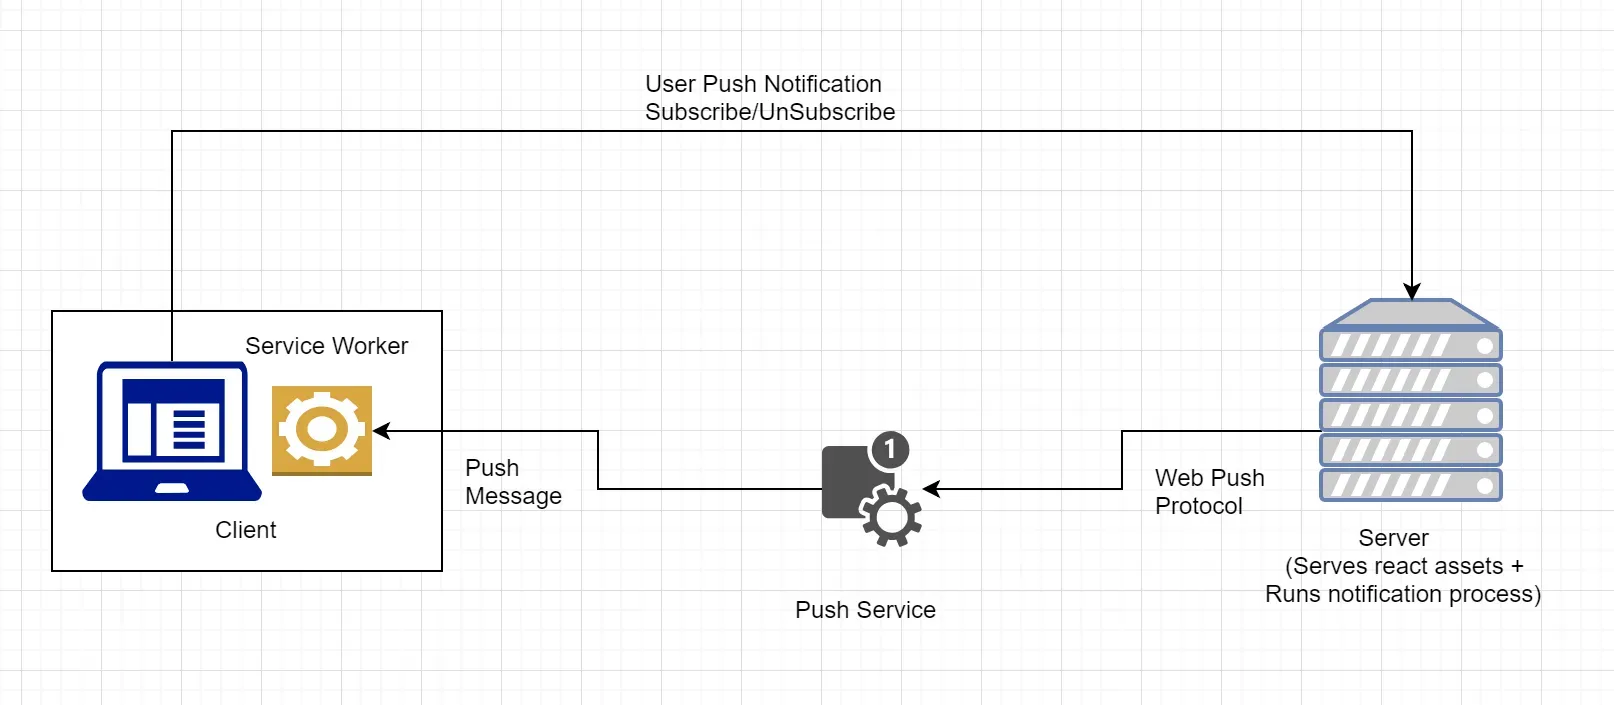 User Push Notification
Subscribe/UnSubscribe
Service Worker
Client
Push
Message
1
Push Service
Web Push
Protocol
Server
(Serves react assets +
Runs notification process)